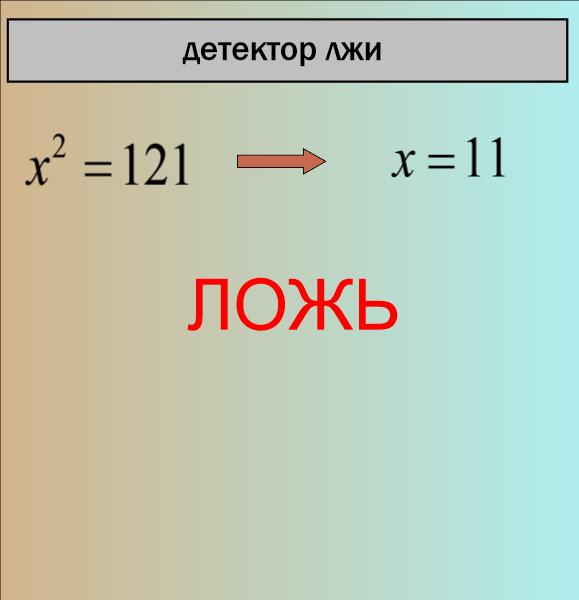 детектор лжи
x² = 121 x = 11
ЛОЖЬ